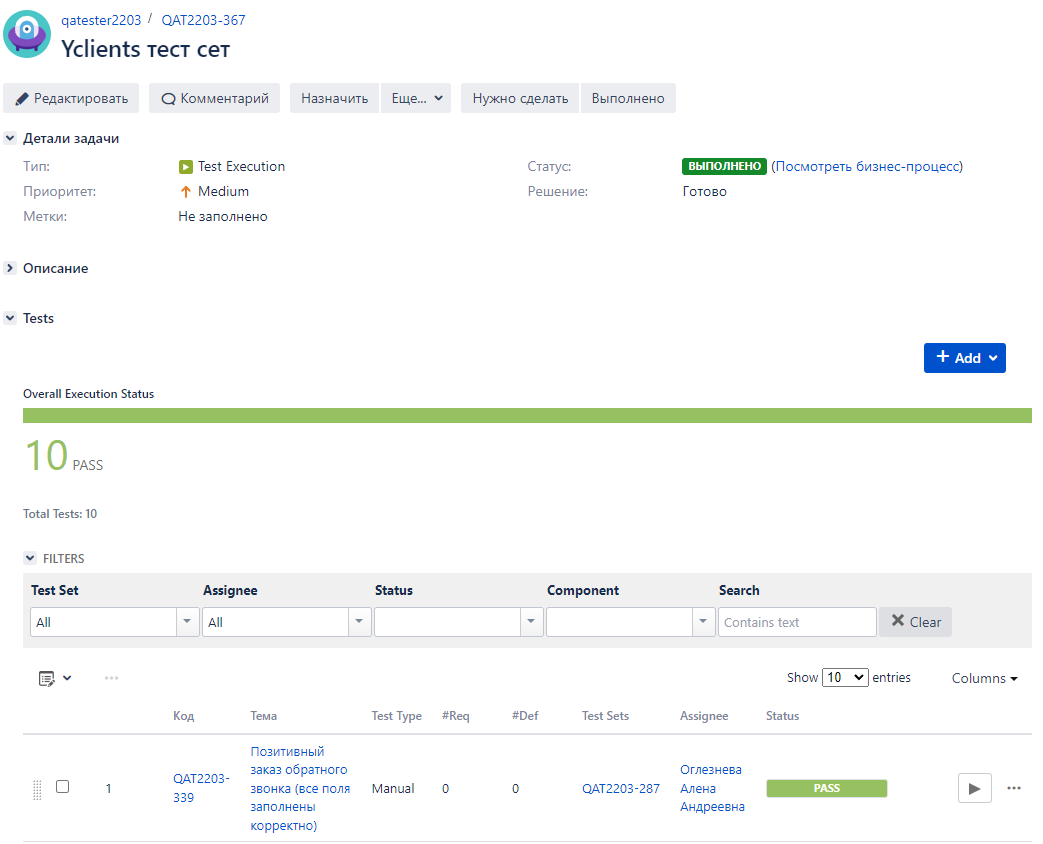 qatester2203 / QAT2203-367
Yclients тест сет
Редактировать Комментарий Назначить Еще... Нужно сделать Выполнено
Детали задачи
Тип: Test Execution Статус: ВЫПОЛНЕНО (Посмотреть бизнес-процесс)
Приоритет: Medium Решение: Готово
Метки: Не заполнено
Описание
Tests
+ Add
Overall Execution Status
10 PASS
Total Tests: 10
FILTERS
Test Set Assignee Status Component Search
All All Contains text Clear
Show 10 entries Columns
Код Тема Test Type #Req #Def Test Sets Assignee Status
Позитивный
заказ обратного
звонка (все поля
заполнены
корректно)
1 QAT2203-
339 Manual 0 0 QAT2203-287 Оглезнева
Алена
Андреевна PASS